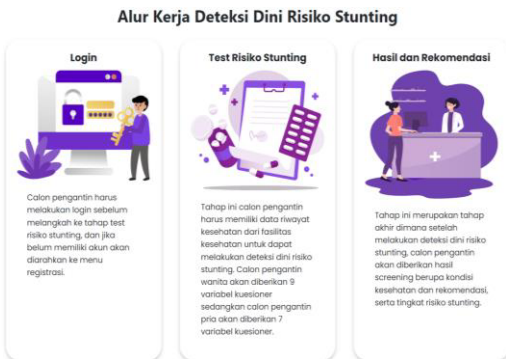 Alur Kerja Deteksi Dini Risiko Stunting
Login
Calon pengantin harus
melakukan login sebelum
melangkah ke tahap test
risiko stunting, dan jika
belum memiliki akun akan
diarahkan ke menu
registrasi.
Test Risiko Stunting
Tahap ini calon pengantin
harus memiliki data riwayat
kesehatan dari fasilitas
kesehatan untuk dapat
melakukan deteksi dini risiko
stunting. Calon pengantin
wanita akan diberikan 9
variabel kuesioner
sedangkan calon pengantin
pria akan diberikan 7
variabel kuesioner.
Hasil dan Rekomendasi
Tahap ini merupakan tahap
akhir dimana setelah
melakukan deteksi dini risiko
stunting, calon pengantin
akan diberikan hasil
screening berupa kondisi
kesehatan dan rekomendasi,
serta tingkat risiko stunting.